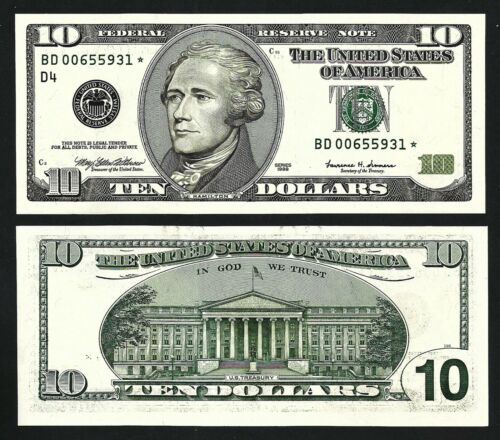 10 FEDERAL RESERVE NOTE 10
THE UNITED STATES
OF AMERICA
BD 00655931 *
D4
THIS NOTE IS LEGAL TENDER
FOR ALL DEBTS, PUBLIC AND PRIVATE
BD 00655931 *
Treasurer of the United States.
SERIES
1999
Lawrence H. Summers
Secretary of the Treasury.
10 TEN DOLLARS 10
HAMILTON
10 THE UNITED STATES OF AMERICA 10
IN GOD WE TRUST
U.S. TREASURY
10 TEN DOLLARS 10